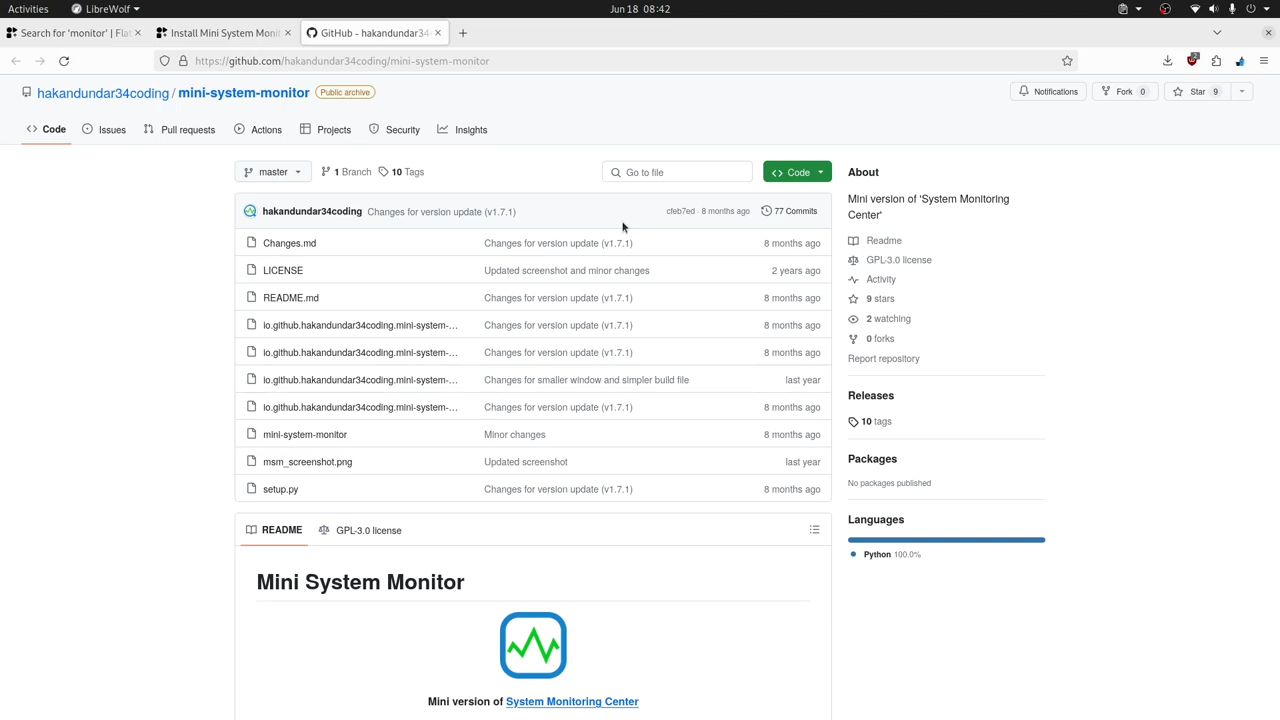 Activities
LibreWolf
Jun 18 08:42
Search for 'monitor' | Fla
Install Mini System Moni
GitHub - hakandundar34
https://github.com/hakandundar34coding/mini-system-monitor
2
hakandundar34coding / mini-system-monitor Public archive
Notifications
Fork 0
Star 9
Code
Issues
Pull requests
Actions
Projects
Security
Insights
master
1 Branch
10 Tags
Go to file
Code
hakandundar34coding Changes for version update (v1.7.1) cfeb7ed · 8 months ago 77 Commits
Changes.md Changes for version update (v1.7.1) 8 months ago
LICENSE Updated screenshot and minor changes 2 years ago
README.md Changes for version update (v1.7.1) 8 months ago
io.github.hakandundar34coding.mini-system-... Changes for version update (v1.7.1) 8 months ago
io.github.hakandundar34coding.mini-system-... Changes for version update (v1.7.1) 8 months ago
io.github.hakandundar34coding.mini-system-... Changes for smaller window and simpler build file last year
io.github.hakandundar34coding.mini-system-... Changes for version update (v1.7.1) 8 months ago
mini-system-monitor Minor changes 8 months ago
msm_screenshot.png Updated screenshot last year
setup.py Changes for version update (v1.7.1) 8 months ago
README
GPL-3.0 license
Mini System Monitor
Mini version of System Monitoring Center
About
Mini version of 'System Monitoring
Center'
Readme
GPL-3.0 license
Activity
9 stars
2 watching
0 forks
Report repository
Releases
10 tags
Packages
No packages published
Languages
Python 100.0%